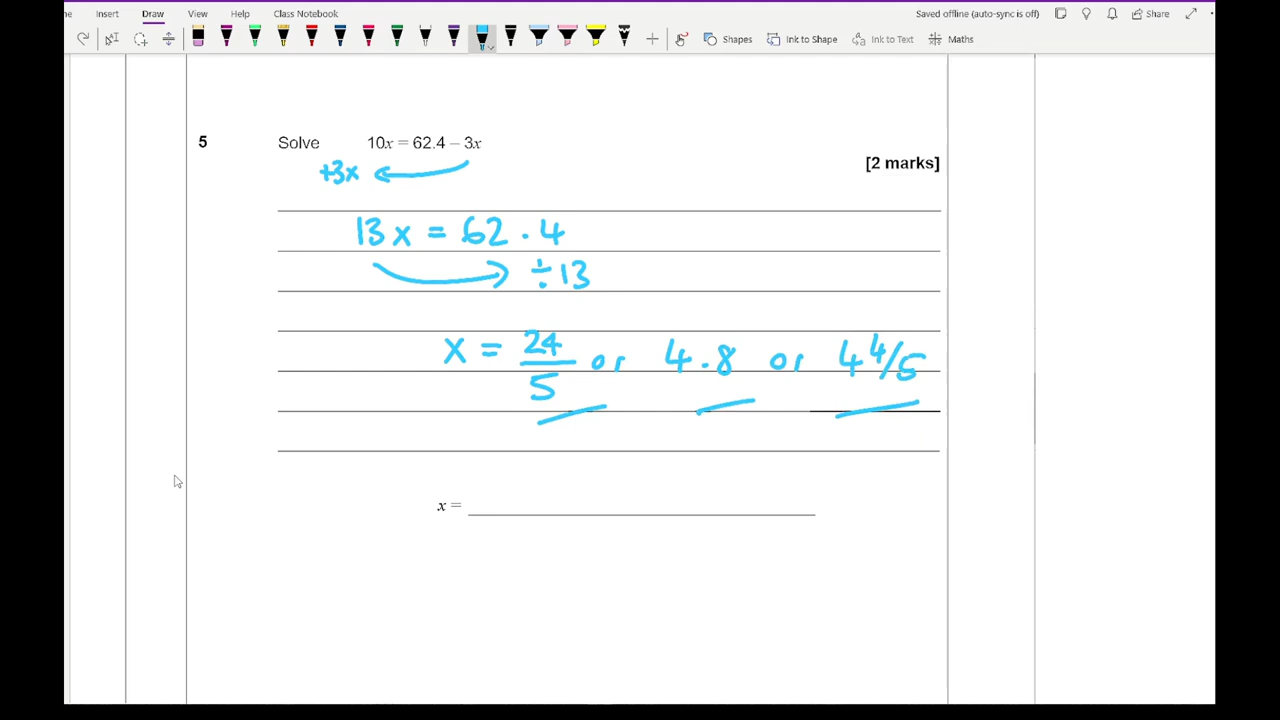 Insert Draw View Help Class Notebook Saved offline (auto-sync is off) Share
Shapes Ink to Shape Ink to Text Maths
5 Solve 10x = 62.4 – 3x
[2 marks]
+3x
13x = 62.4
÷13
x = 24/5 or 4.8 or 4 4/5
x =